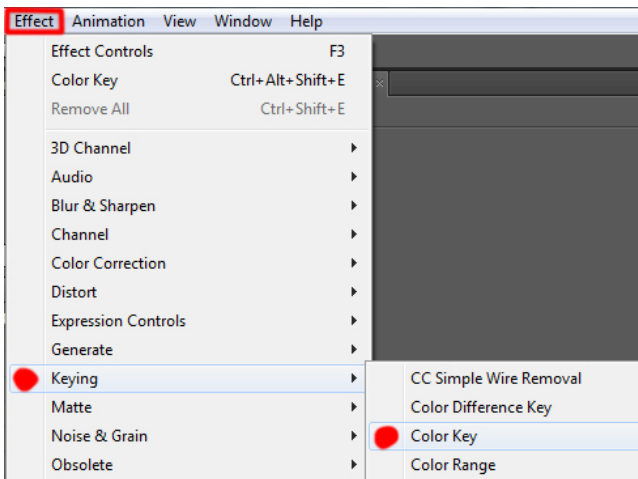 Effect Animation View Window Help
Effect Controls F3
Color Key Ctrl+Alt+Shift+E
Remove All Ctrl+Shift+E
3D Channel
Audio
Blur & Sharpen
Channel
Color Correction
Distort
Expression Controls
Generate
Keying
Matte
Noise & Grain
Obsolete
CC Simple Wire Removal
Color Difference Key
Color Key
Color Range